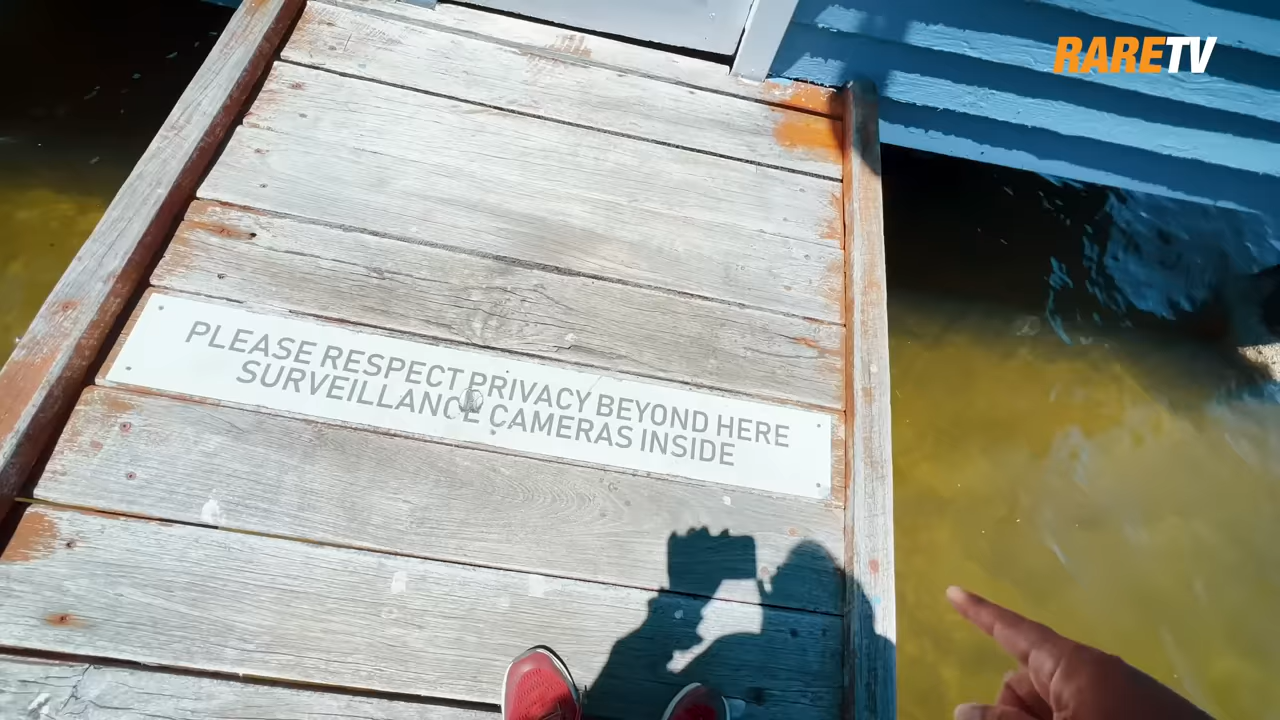 RARETV
PLEASE RESPECT PRIVACY BEYOND HERE
SURVEILLANCE CAMERAS INSIDE